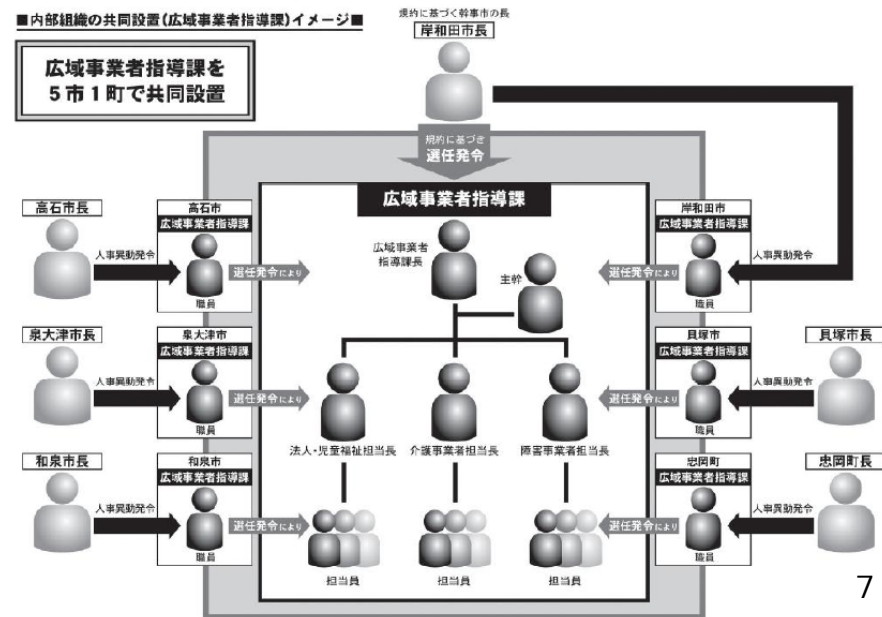 ■内部組織の共同設置(広域事業者指導課)イメージ■
広域事業者指導課を
5市1町で共同設置
規約に基づく幹事市の長
岸和田市長
規約に基づき
選任発令
広域事業者指導課
広域事業者
指導課長
主幹
法人・児童福祉担当長
介護事業者担当長
障害事業者担当長
担当員
担当員
担当員
高石市長
人事異動発令
高石市
広域事業者指導課
職員
選任発令により
泉大津市長
人事異動発令
泉大津市
広域事業者指導課
職員
選任発令により
和泉市長
人事異動発令
和泉市
広域事業者指導課
職員
選任発令により
岸和田市
広域事業者指導課
職員
選任発令により
人事異動発令
貝塚市
広域事業者指導課
職員
選任発令により
人事異動発令
貝塚市長
忠岡町
広域事業者指導課
職員
選任発令により
人事異動発令
忠岡町長
7